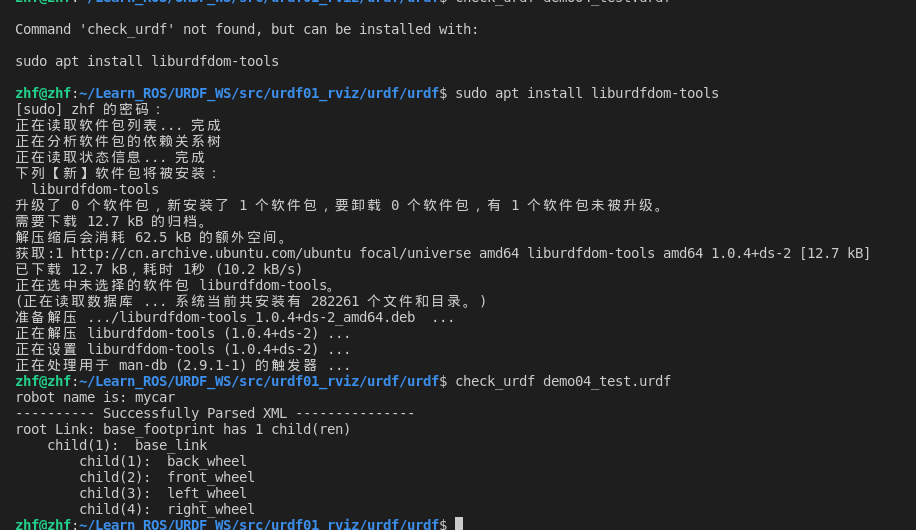 zhf@zhf:~/Learn_ROS/URDF_WS/src/urdf01_rviz/urdf/urdf$ check_urdf demo04_test.urdf
Command 'check_urdf' not found, but can be installed with:
sudo apt install liburdfdom-tools
zhf@zhf:~/Learn_ROS/URDF_WS/src/urdf01_rviz/urdf/urdf$ sudo apt install liburdfdom-tools
[sudo] zhf 的密码：
正在读取软件包列表... 完成
正在分析软件包的依赖关系树
正在读取状态信息... 完成
下列【新】软件包将被安装：
  liburdfdom-tools
升级了 0 个软件包，新安装了 1 个软件包，要卸载 0 个软件包，有 1 个软件包未被升级。
需要下载 12.7 kB 的归档。
解压缩后会消耗 62.5 kB 的额外空间。
获取:1 http://cn.archive.ubuntu.com/ubuntu focal/universe amd64 liburdfdom-tools amd64 1.0.4+ds-2 [12.7 kB]
已下载 12.7 kB，耗时 1秒 (10.2 kB/s)
正在选中未选择的软件包 liburdfdom-tools。
(正在读取数据库 ... 系统当前共安装有 282261 个文件和目录。)
准备解压 .../liburdfdom-tools_1.0.4+ds-2_amd64.deb  ...
正在解压 liburdfdom-tools (1.0.4+ds-2) ...
正在设置 liburdfdom-tools (1.0.4+ds-2) ...
正在处理用于 man-db (2.9.1-1) 的触发器 ...
zhf@zhf:~/Learn_ROS/URDF_WS/src/urdf01_rviz/urdf/urdf$ check_urdf demo04_test.urdf
robot name is: mycar
---------- Successfully Parsed XML ---------------
root Link: base_footprint has 1 child(ren)
    child(1):  base_link
        child(1):  back_wheel
        child(2):  front_wheel
        child(3):  left_wheel
        child(4):  right_wheel
zhf@zhf:~/Learn_ROS/URDF_WS/src/urdf01_rviz/urdf/urdf$